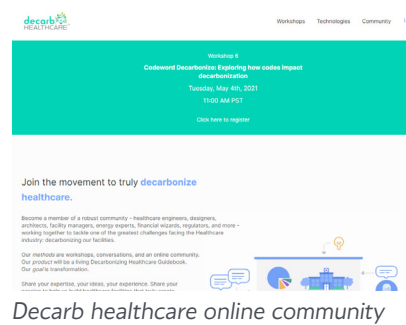 decarb
HEALTHCARE
Workshops Technologies Community
Workshop 6
Codeword Decarbonize: Exploring how codes impact
decarbonization
Tuesday, May 4th, 2021
11:00 AM PST
Click here to register
Join the movement to truly decarbonize
healthcare.
Become a member of a robust community – healthcare engineers, designers,
architects, facility managers, energy experts, financial wizards, regulators, and more –
working together to tackle one of the greatest challenges facing the Healthcare
industry: decarbonizing our facilities.
Our methods are workshops, conversations, and an online community.
Our product will be a living Decarbonizing Healthcare Guidebook.
Our goal is transformation.
Share your expertise, your ideas, your experience. Share your
Decarb healthcare online community